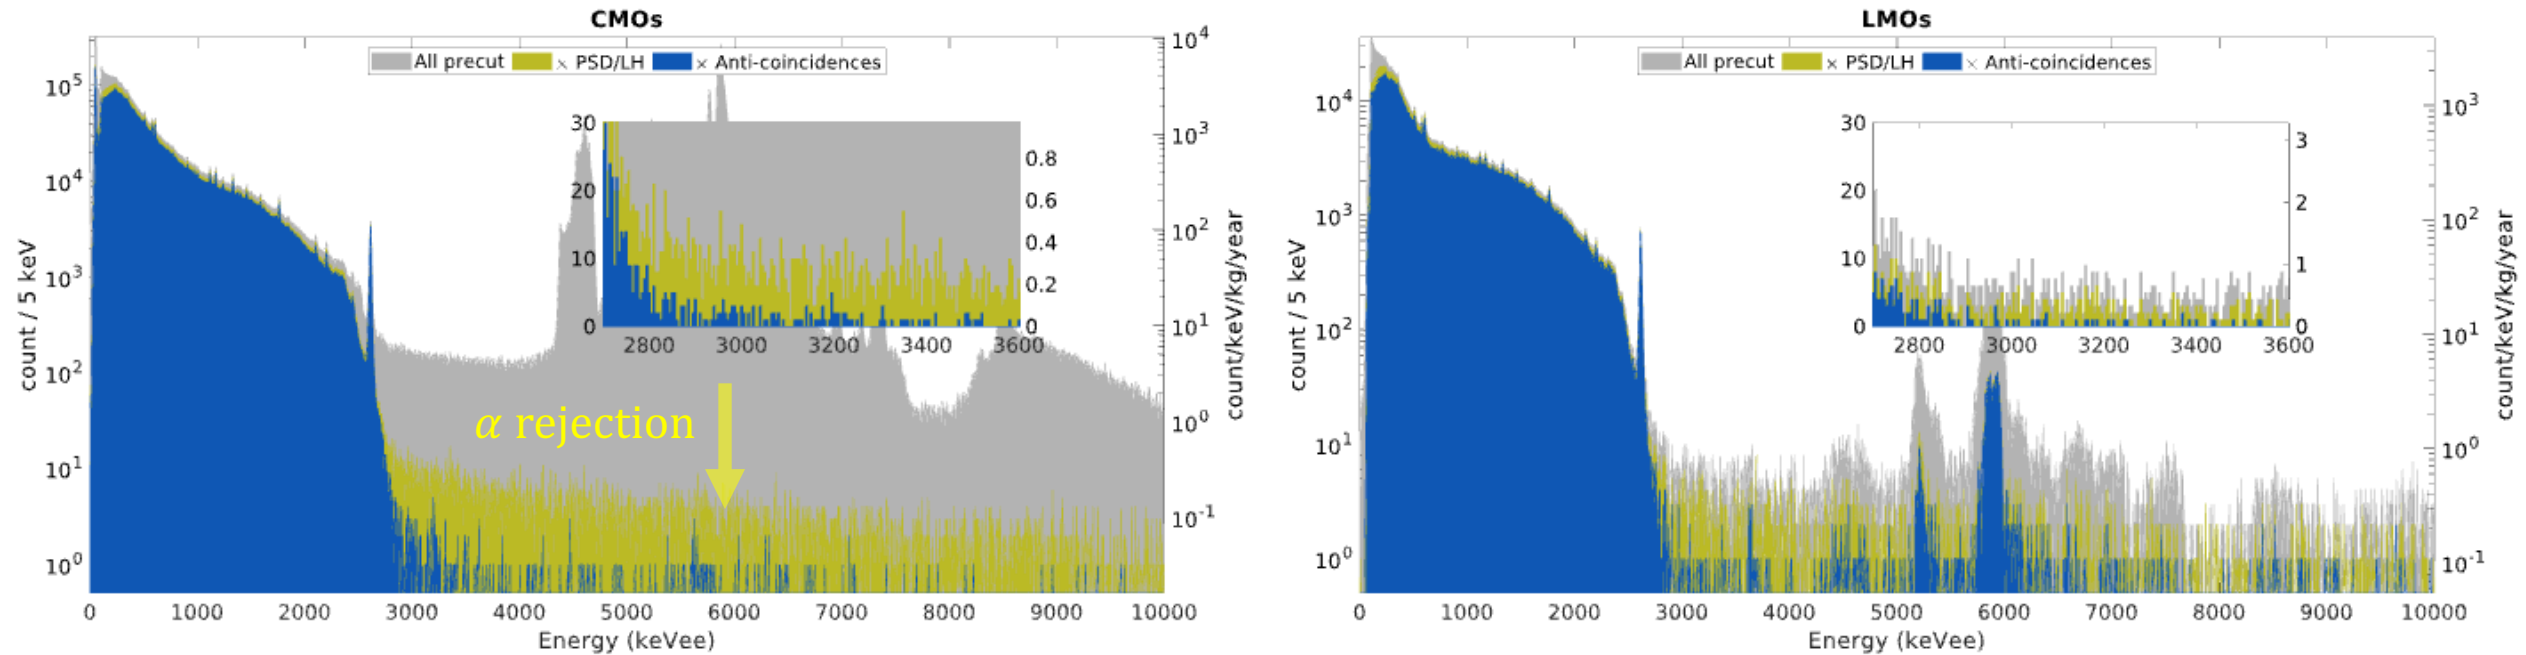 CMOs
All precut × PSD/LH × Anti-coincidences
10^5
10^4
10^3
10^2
10^1
10^0
count / 5 keV
10^4
10^3
10^2
10^1
10^0
10^-1
count/keV/kg/year
30
20
10
0
0.8
0.6
0.4
0.2
0
2800 3000 3200 3400 3600
α rejection
0 1000 2000 3000 4000 5000 6000 7000 8000 9000 10000
Energy (keVee)
LMOs
All precut × PSD/LH × Anti-coincidences
10^4
10^3
10^2
10^1
10^0
count / 5 keV
10^3
10^2
10^1
10^0
10^-1
count/keV/kg/year
30
20
10
0
3
2
1
0
2800 3000 3200 3400 3600
0 1000 2000 3000 4000 5000 6000 7000 8000 9000 10000
Energy (keVee)